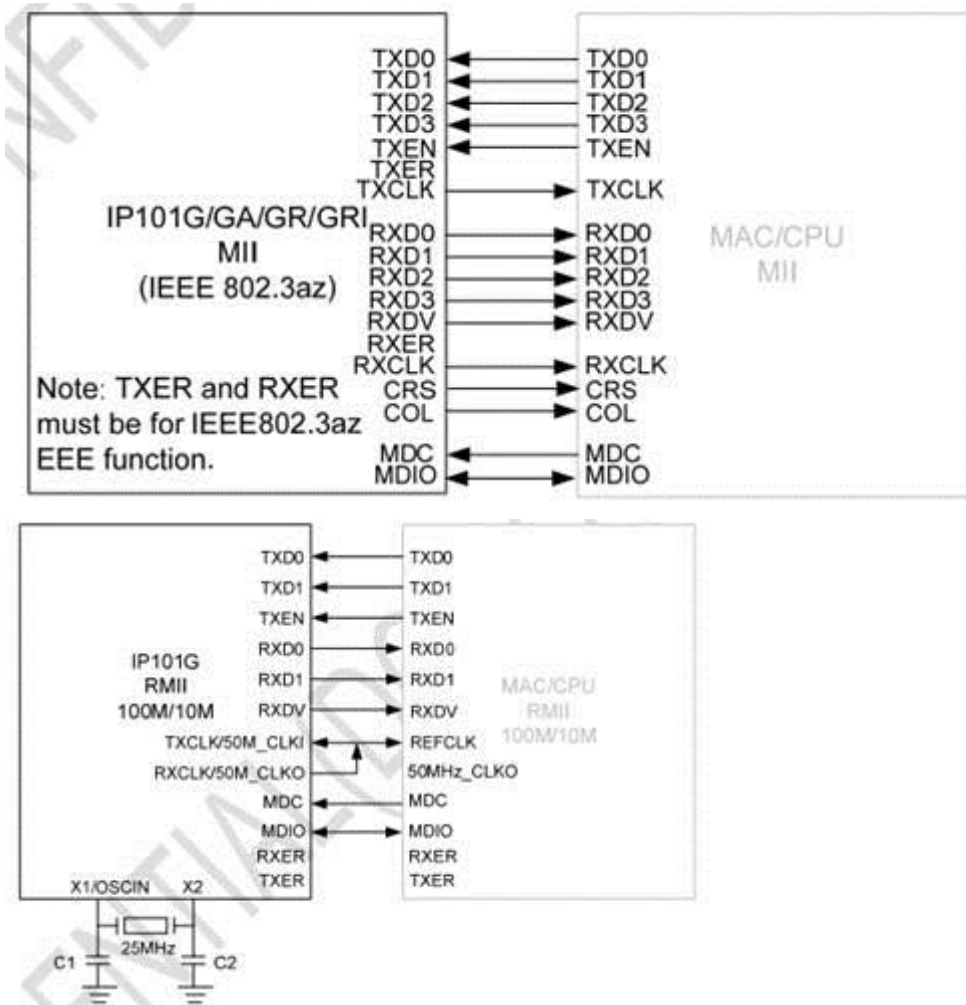 NFID
TXD0 TXD0
TXD1 TXD1
TXD2 TXD2
TXD3 TXD3
TXEN TXEN
TXER
TXCLK TXCLK
IP101G/GA/GR/GRI
MII
(IEEE 802.3az)
RXD0 RXD0
RXD1 RXD1
RXD2 RXD2
RXD3 RXD3
RXDV RXDV
RXER
RXCLK RXCLK
CRS CRS
COL COL
MDC MDC
MDIO MDIO
MAC/CPU
MII
Note: TXER and RXER
must be for IEEE802.3az
EEE function.
TXD0 TXD0
TXD1 TXD1
TXEN TXEN
RXD0 RXD0
RXD1 RXD1
RXDV RXDV
IP101G
RMII
100M/10M
MAC/CPU
RMII
100M/10M
TXCLK/50M_CLKI REFCLK
RXCLK/50M_CLKO 50MHz_CLKO
MDC MDC
MDIO MDIO
RXER RXER
TXER TXER
X1/OSCIN X2
25MHz
C1 C2
ENTIAL